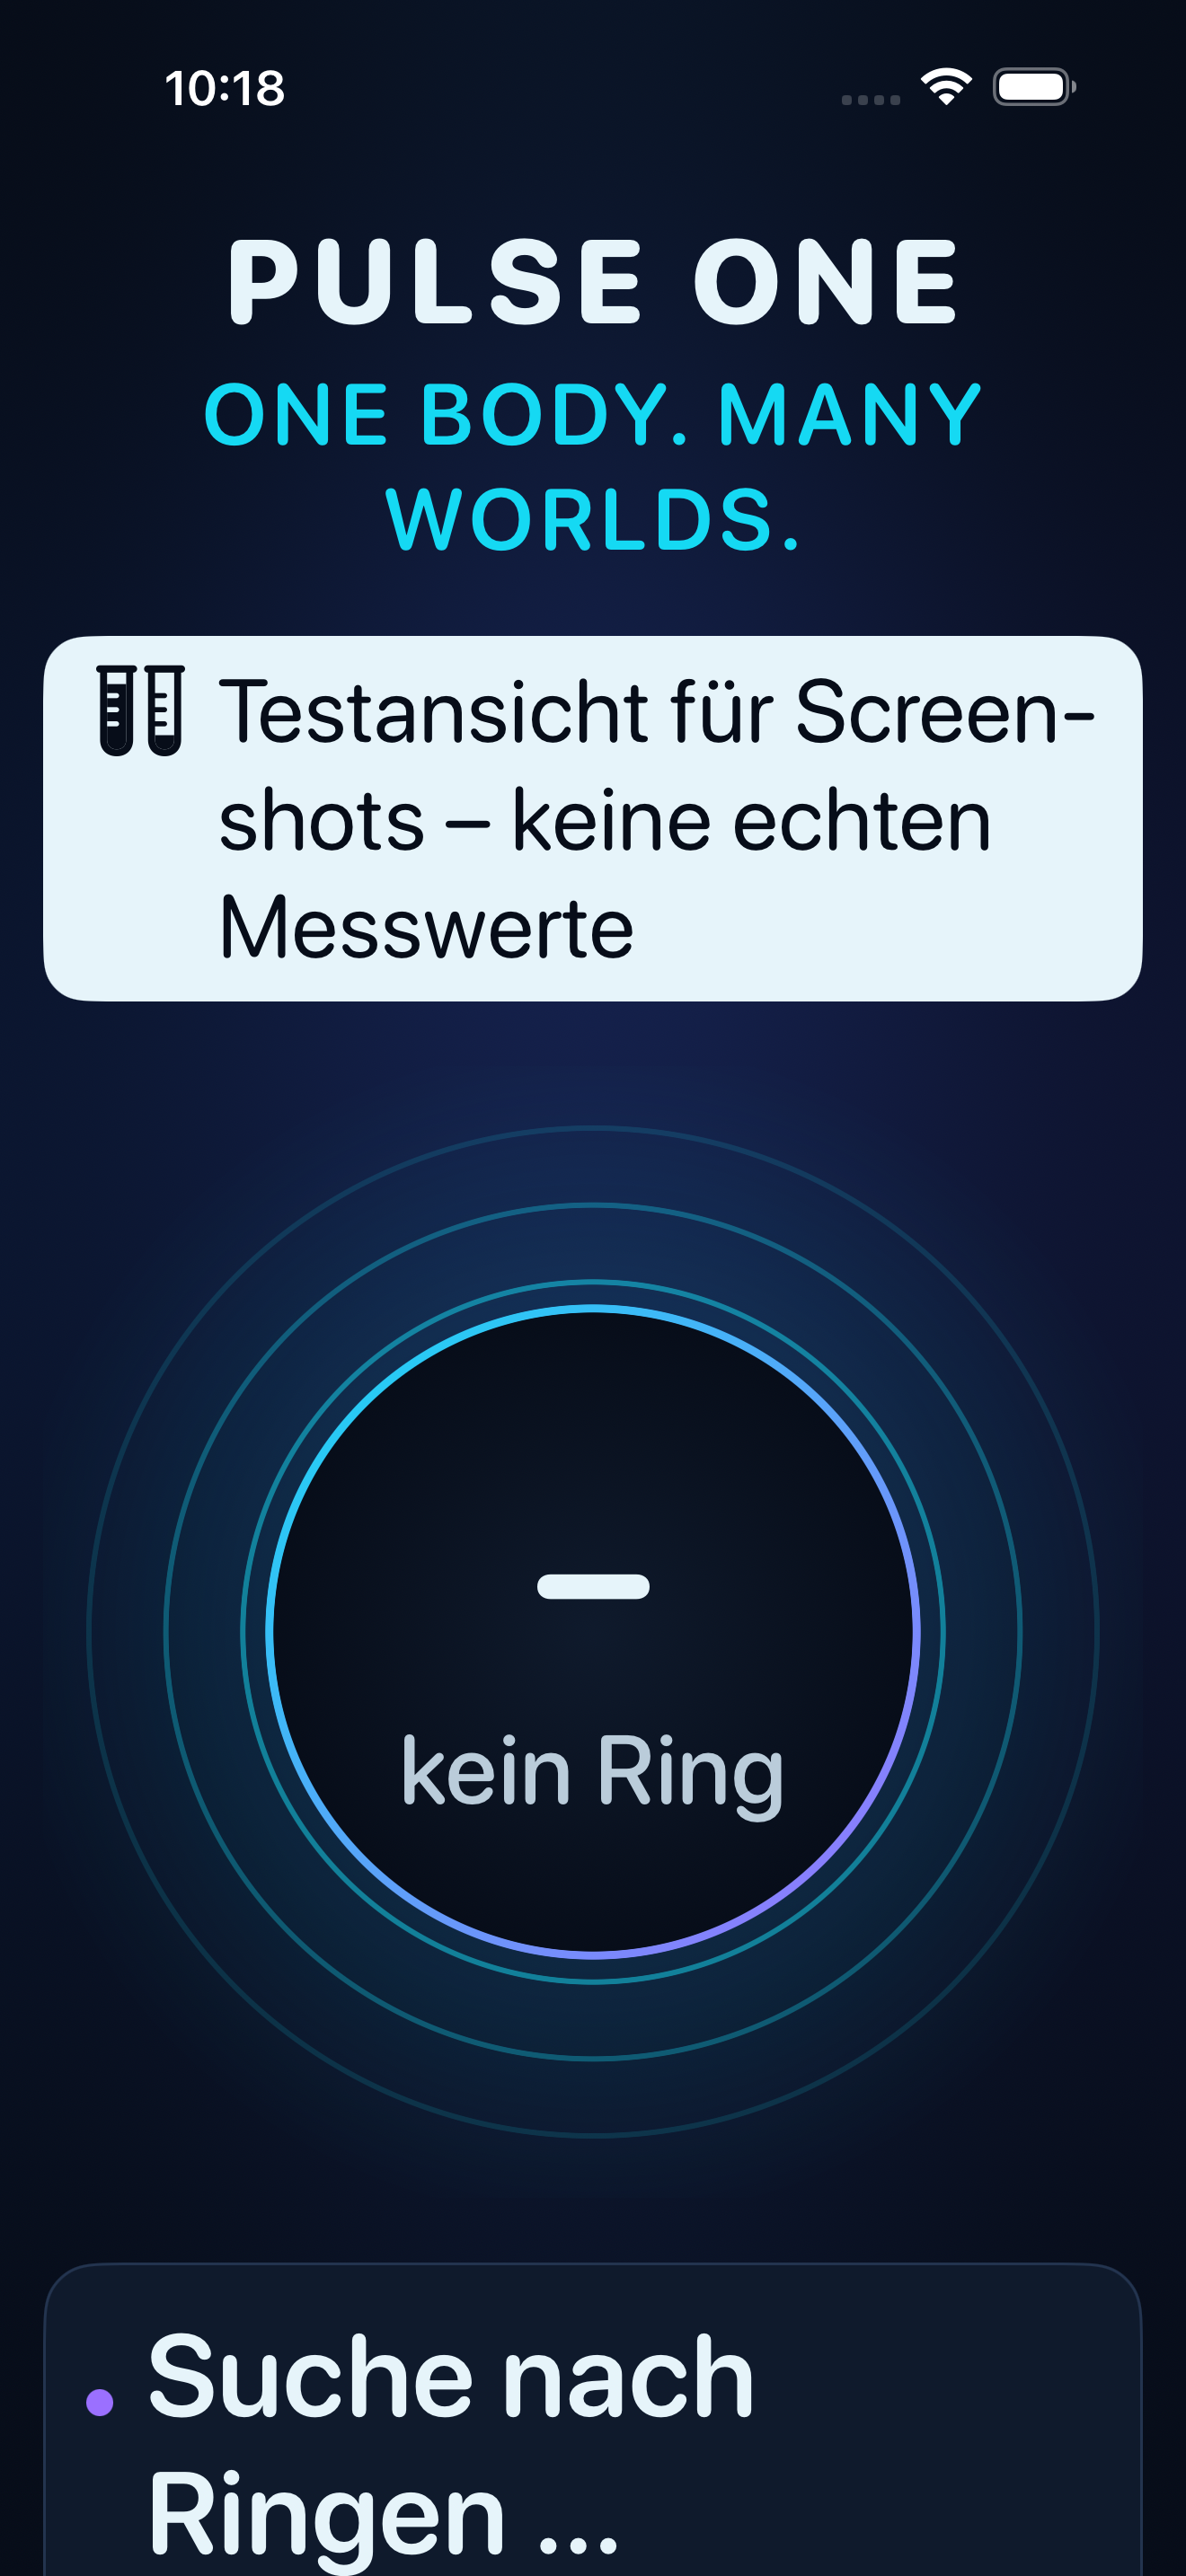 10:18
PULSE ONE
ONE BODY. MANY
WORLDS.
Testansicht für Screen-
shots – keine echten
Messwerte
–
kein Ring
Suche nach
Ringen ...